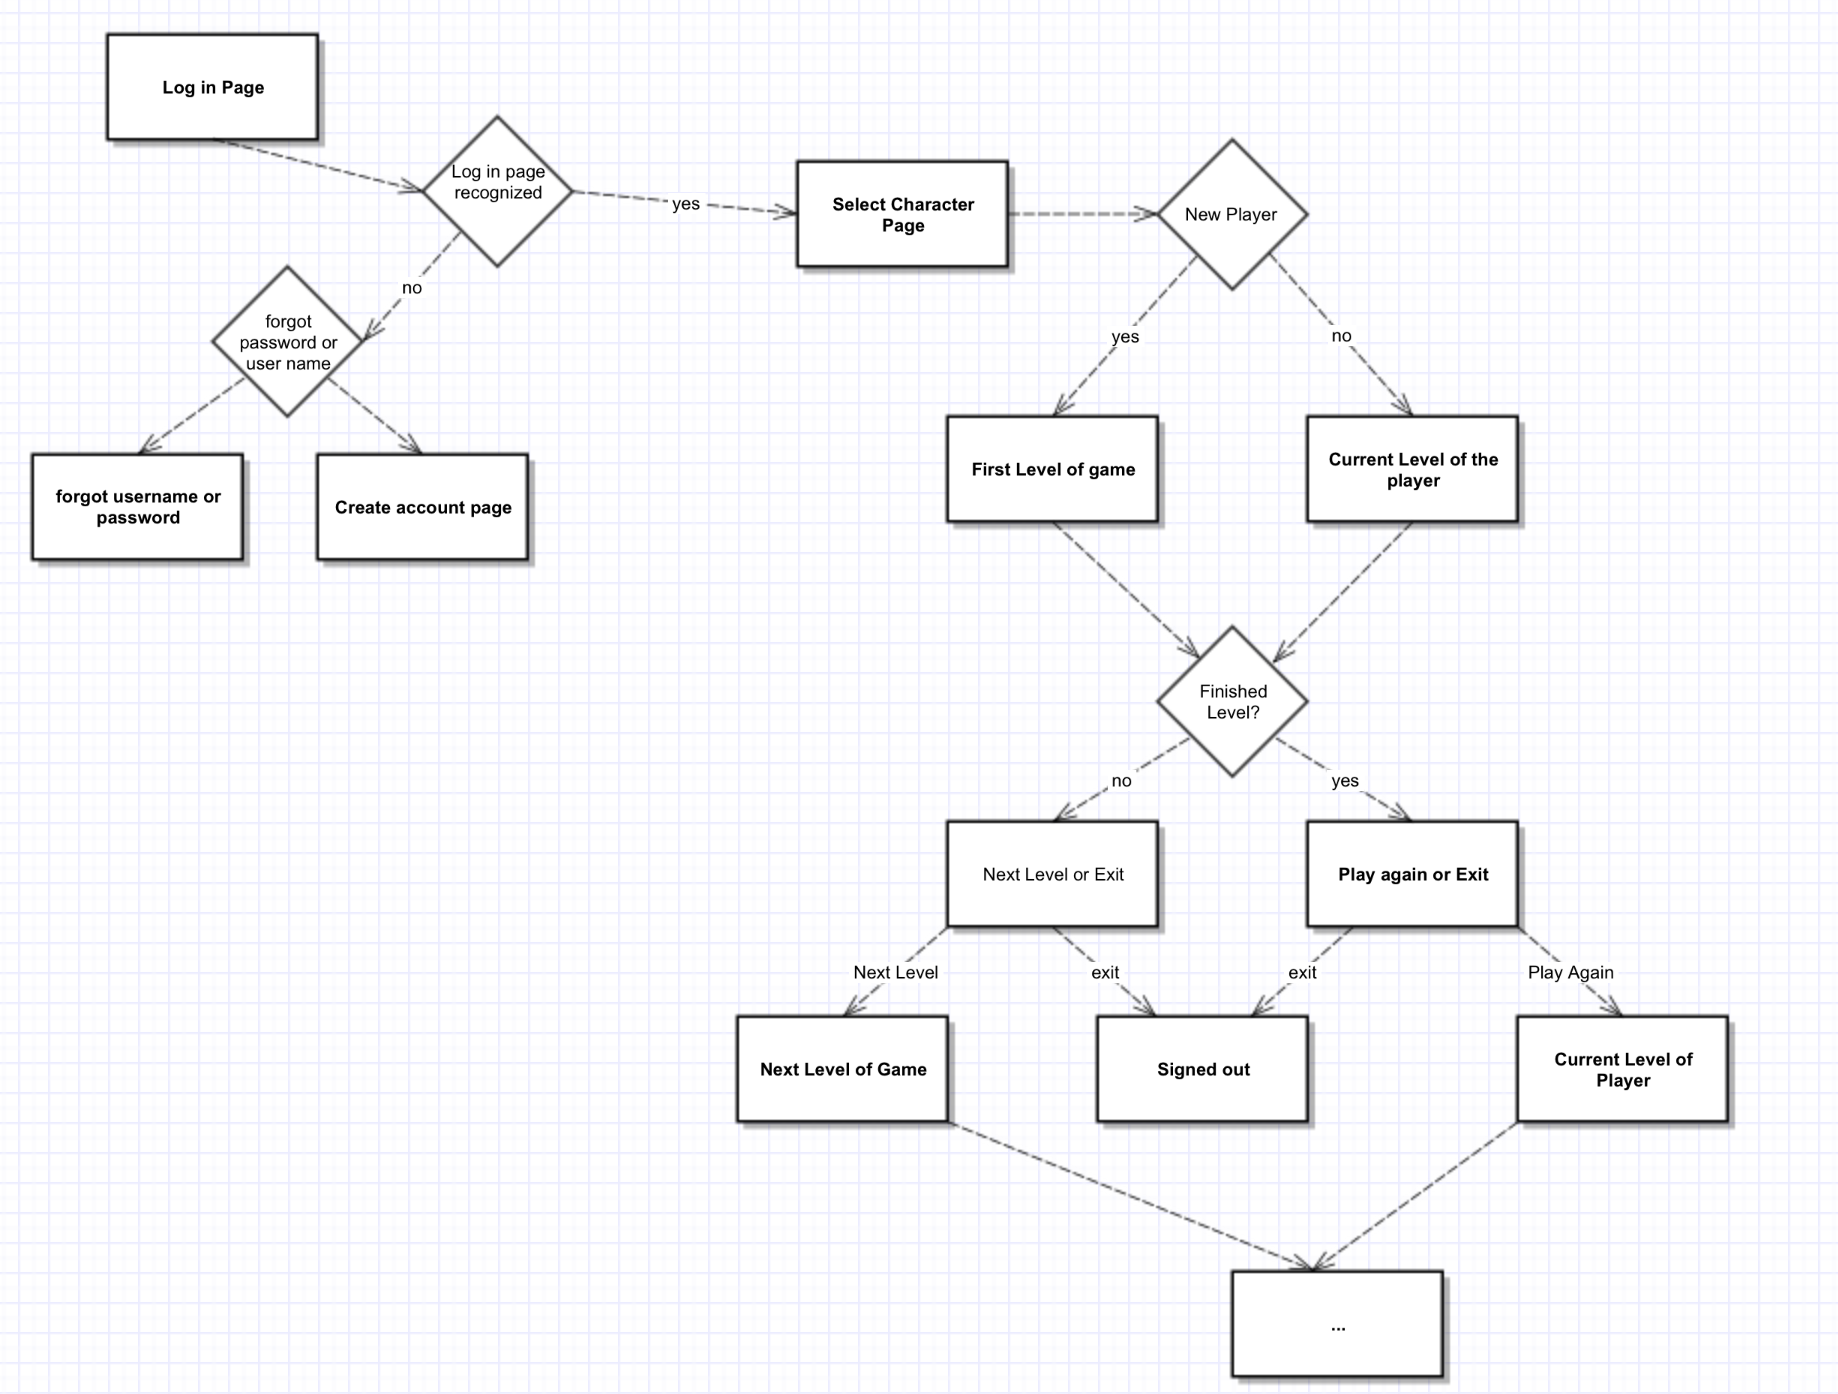 Log in Page
Log in page
recognized
yes
Select Character
Page
New Player
no
forgot
password or
user name
yes
no
forgot username or
password
Create account page
First Level of game
Current Level of the
player
Finished
Level?
no
yes
Next Level or Exit
Play again or Exit
Next Level
exit
exit
Play Again
Next Level of Game
Signed out
Current Level of
Player
...